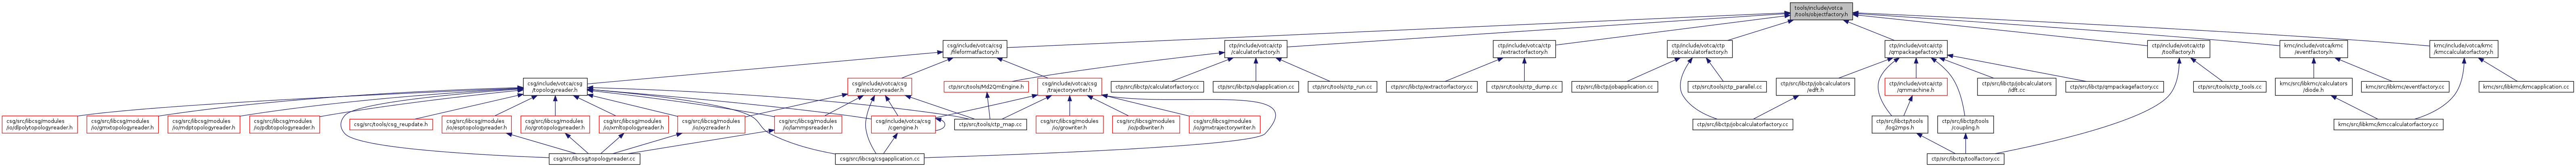 tools/include/votca
/tools/objectfactory.h
csg/include/votca/csg
/fileformatfactory.h
ctp/include/votca/ctp
/calculatorfactory.h
ctp/include/votca/ctp
/extractorfactory.h
ctp/include/votca/ctp
/jobcalculatorfactory.h
ctp/include/votca/ctp
/qmpackagefactory.h
ctp/include/votca/ctp
/toolfactory.h
kmc/include/votca/kmc
/eventfactory.h
kmc/include/votca/kmc
/kmccalculatorfactory.h
csg/include/votca/csg
/topologyreader.h
csg/include/votca/csg
/trajectoryreader.h
ctp/src/tools/Md2QmEngine.h
csg/include/votca/csg
/trajectorywriter.h
ctp/src/libctp/calculatorfactory.cc
ctp/src/libctp/sqlapplication.cc
ctp/src/tools/ctp_run.cc
ctp/src/libctp/extractorfactory.cc
ctp/src/tools/ctp_dump.cc
ctp/src/libctp/jobapplication.cc
ctp/src/tools/ctp_parallel.cc
ctp/src/libctp/jobcalculators
/edft.h
ctp/include/votca/ctp
/qmmachine.h
ctp/src/libctp/jobcalculators
/idft.h
ctp/src/libctp/qmpackagefactory.cc
ctp/src/tools/ctp_tools.cc
kmc/src/libkmc/calculators
/diode.h
kmc/src/libkmc/eventfactory.cc
kmc/src/libkmc/kmcapplication.cc
csg/src/libcsg/modules
/io/dlpolytopologyreader.h
csg/src/libcsg/modules
/io/gmxtopologyreader.h
csg/src/libcsg/modules
/io/mdptopologyreader.h
csg/src/libcsg/modules
/io/pdbtopologyreader.h
csg/src/tools/csg_reupdate.h
csg/src/libcsg/modules
/io/esptopologyreader.h
csg/src/libcsg/modules
/io/grotopologyreader.h
csg/src/libcsg/modules
/io/xmltopologyreader.h
csg/src/libcsg/modules
/io/xyzreader.h
csg/src/libcsg/modules
/io/lammpsreader.h
csg/include/votca/csg
/cgengine.h
ctp/src/tools/ctp_map.cc
csg/src/libcsg/modules
/io/growriter.h
csg/src/libcsg/modules
/io/pdbwriter.h
csg/src/libcsg/modules
/io/gmxtrajectorywriter.h
ctp/src/libctp/jobcalculatorfactory.cc
ctp/src/libctp/tools
/log2mps.h
ctp/src/libctp/tools
/coupling.h
kmc/src/libkmc/kmccalculatorfactory.cc
csg/src/libcsg/topologyreader.cc
csg/src/libcsg/csgapplication.cc
ctp/src/libctp/toolfactory.cc